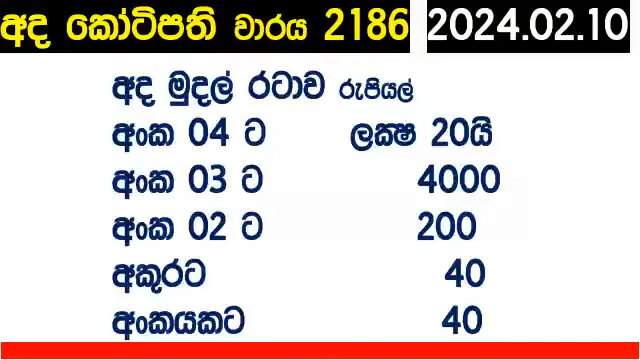 අද කෝටිපති වාරය 2186 2024.02.10
අද මුදල් රටාව රුපියල්
අංක 04 ට ලක්ෂ 20යි
අංක 03 ට 4000
අංක 02 ට 200
අකුරට 40
අංකයකට 40